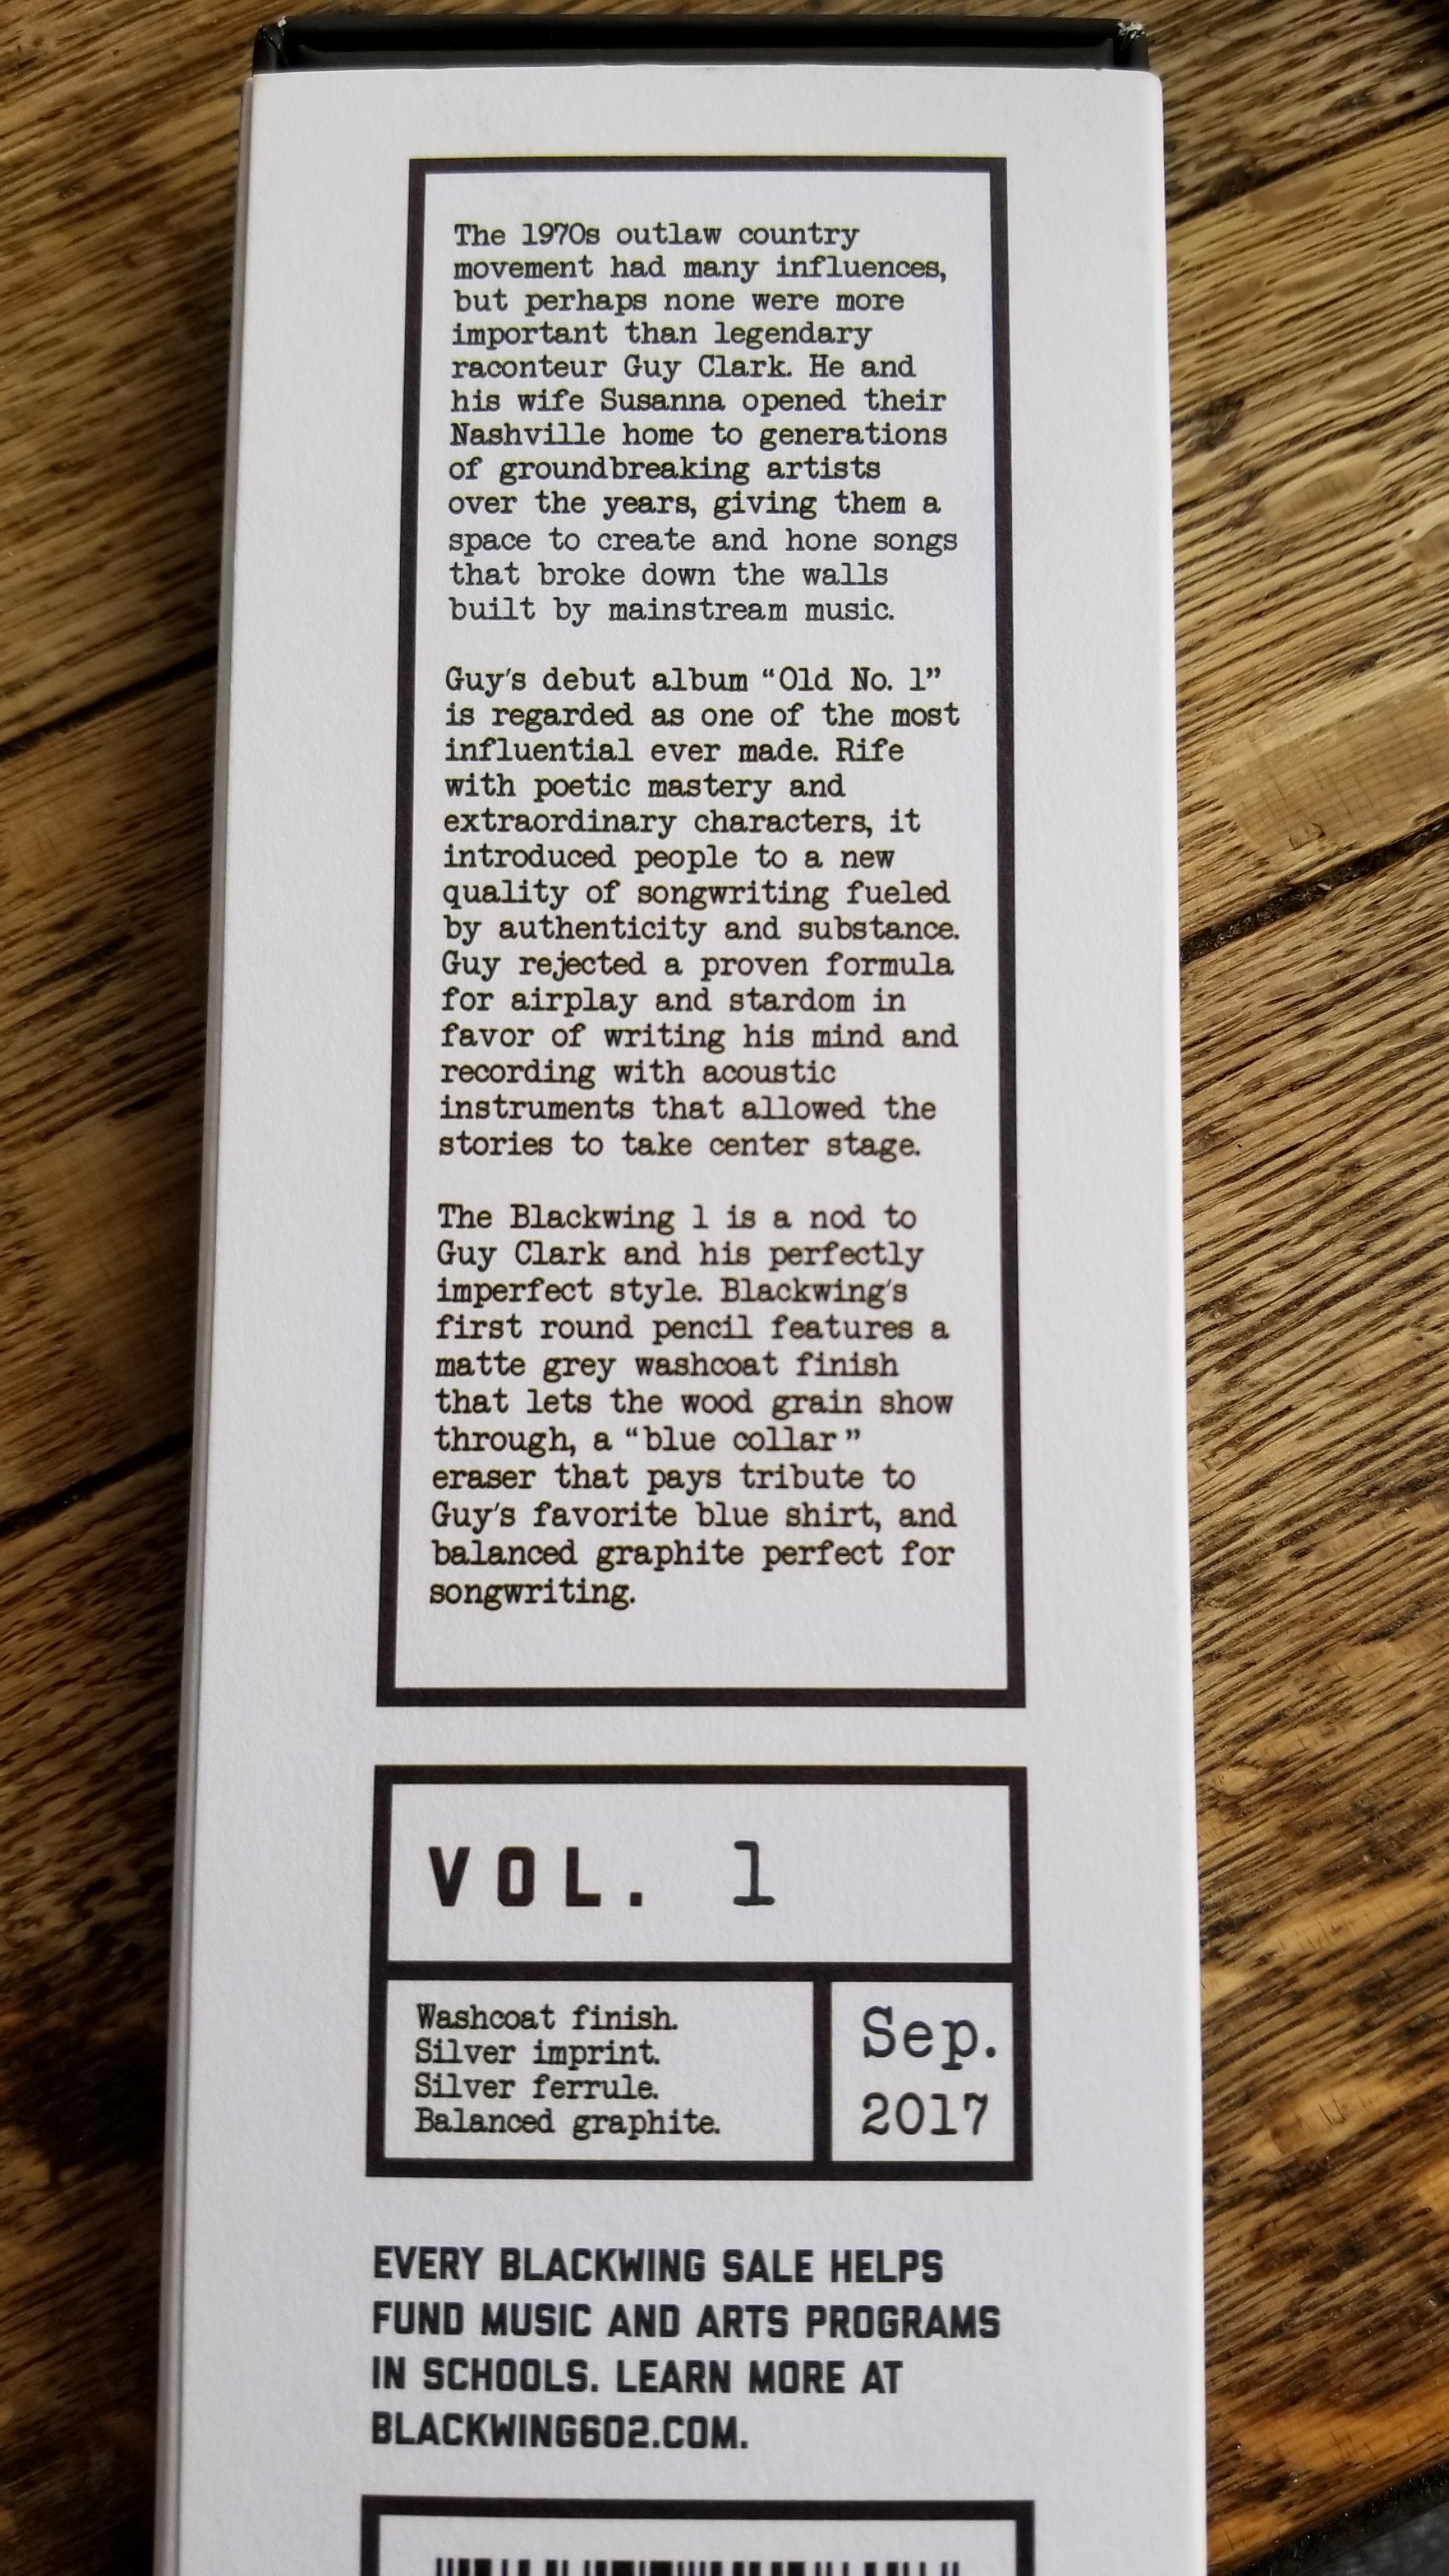 The 1970s outlaw country
movement had many influences,
but perhaps none were more
important than legendary
raconteur Guy Clark. He and
his wife Susanna opened their
Nashville home to generations
of groundbreaking artists
over the years, giving them a
space to create and hone songs
that broke down the walls
built by mainstream music.
Guy's debut album “Old No. 1”
is regarded as one of the most
influential ever made. Rife
with poetic mastery and
extraordinary characters, it
introduced people to a new
quality of songwriting fueled
by authenticity and substance.
Guy rejected a proven formula
for airplay and stardom in
favor of writing his mind and
recording with acoustic
instruments that allowed the
stories to take center stage.
The Blackwing 1 is a nod to
Guy Clark and his perfectly
imperfect style. Blackwing's
first round pencil features a
matte grey washcoat finish
that lets the wood grain show
through, a “blue collar”
eraser that pays tribute to
Guy's favorite blue shirt, and
balanced graphite perfect for
songwriting.
VOL. 1
Washcoat finish.
Silver imprint.
Silver ferrule.
Balanced graphite.
Sep.
2017
EVERY BLACKWING SALE HELPS
FUND MUSIC AND ARTS PROGRAMS
IN SCHOOLS. LEARN MORE AT
BLACKWING602.COM.